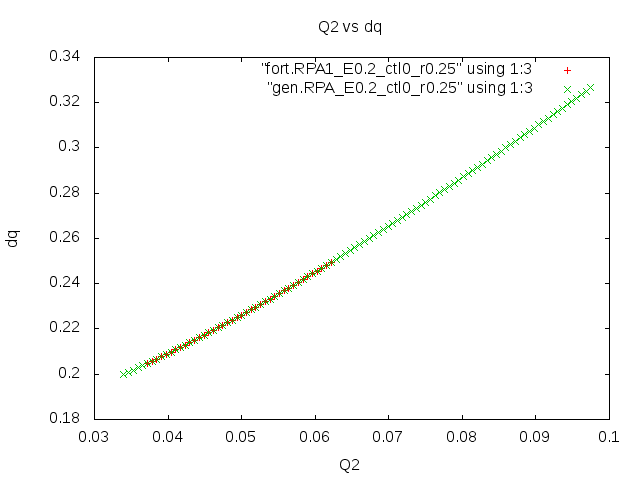 Q2 vs dq
0.34
0.32
0.3
0.28
0.26
0.24
0.22
0.2
0.18
dq
"fort.RPA1_E0.2_ctl0_r0.25" using 1:3
"gen.RPA_E0.2_ctl0_r0.25" using 1:3
0.03 0.04 0.05 0.06 0.07 0.08 0.09 0.1
Q2